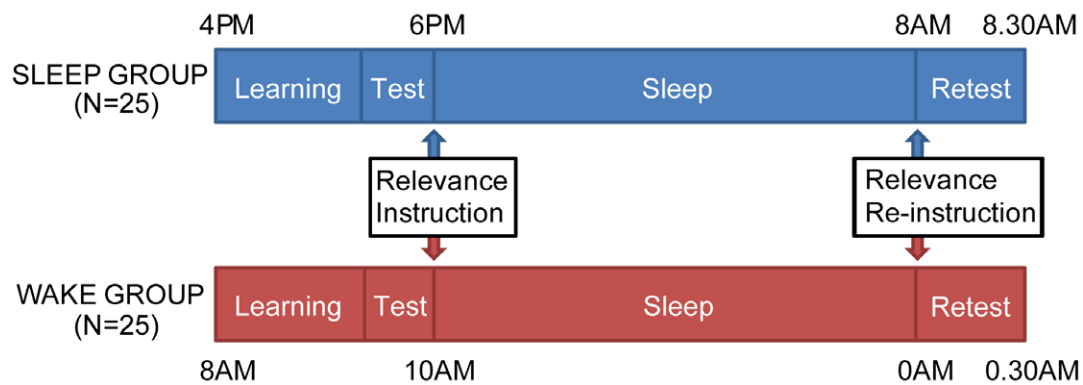 4PM 6PM 8AM 8.30AM
SLEEP GROUP
(N=25)
Learning Test Sleep Retest
Relevance
Instruction
Relevance
Re-instruction
WAKE GROUP
(N=25)
Learning Test Sleep Retest
8AM 10AM 0AM 0.30AM